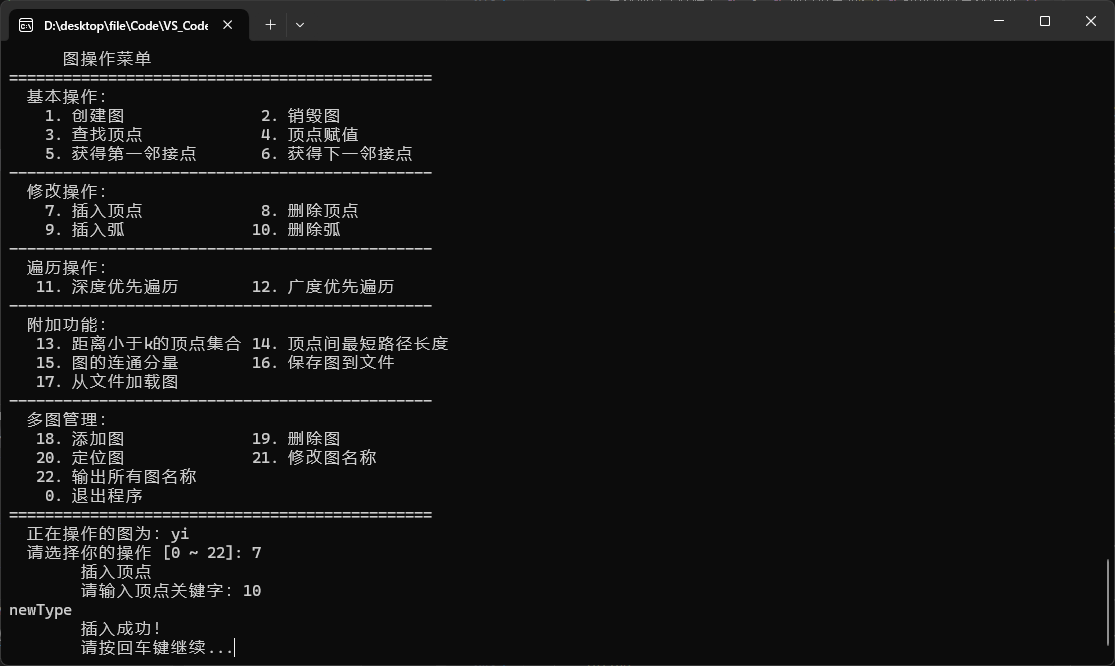 D:\desktop\file\Code\VS_Code
图操作菜单
===============================================
基本操作:
1. 创建图 2. 销毁图
3. 查找顶点 4. 顶点赋值
5. 获得第一邻接点 6. 获得下一邻接点
-----------------------------------------------
修改操作:
7. 插入顶点 8. 删除顶点
9. 插入弧 10. 删除弧
-----------------------------------------------
遍历操作:
11. 深度优先遍历 12. 广度优先遍历
-----------------------------------------------
附加功能:
13. 距离小于k的顶点集合 14. 顶点间最短路径长度
15. 图的连通分量 16. 保存图到文件
17. 从文件加载图
-----------------------------------------------
多图管理:
18. 添加图 19. 删除图
20. 定位图 21. 修改图名称
22. 输出所有图名称
0. 退出程序
===============================================
正在操作的图为: yi
请选择你的操作 [0 ~ 22]: 7
插入顶点
请输入顶点关键字: 10
newType
插入成功!
请按回车键继续...